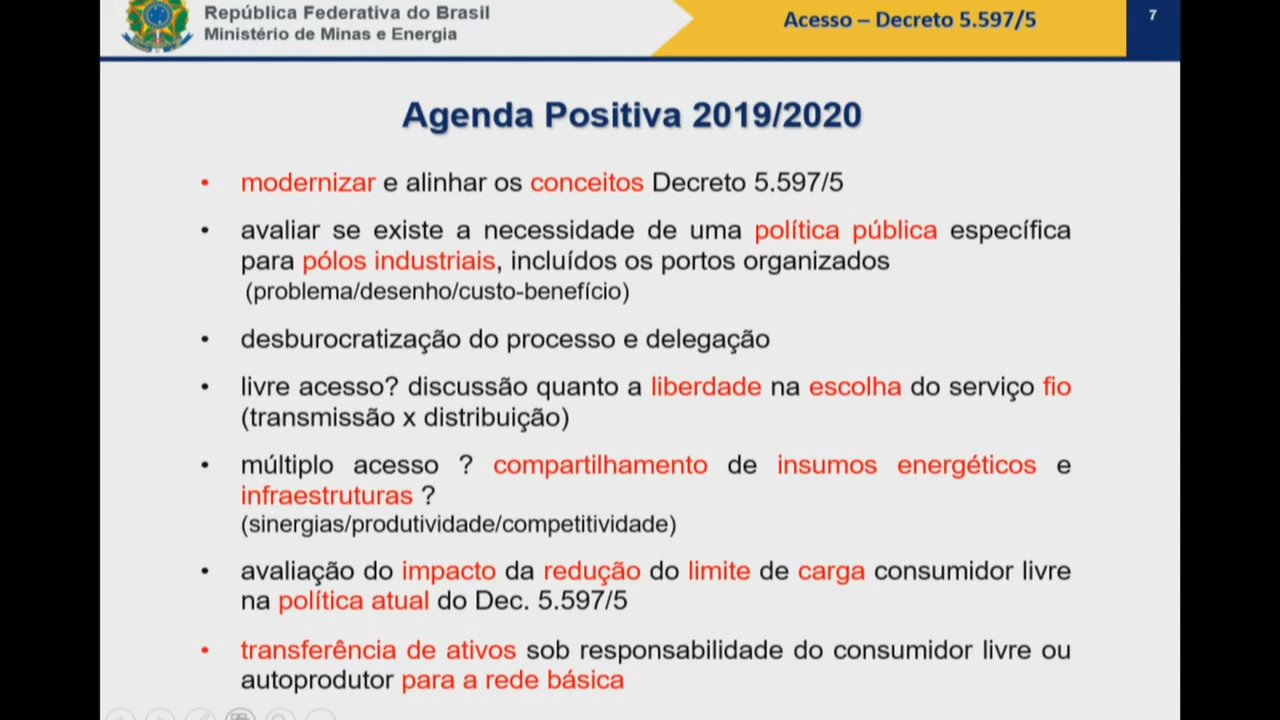 República Federativa do Brasil
Ministério de Minas e Energia
Acesso – Decreto 5.597/5
7
Agenda Positiva 2019/2020
• modernizar e alinhar os conceitos Decreto 5.597/5
• avaliar se existe a necessidade de uma política pública específica
para pólos industriais, incluídos os portos organizados
(problema/desenho/custo-benefício)
• desburocratização do processo e delegação
• livre acesso? discussão quanto a liberdade na escolha do serviço fio
(transmissão x distribuição)
• múltiplo acesso ? compartilhamento de insumos energéticos e
infraestruturas ?
(sinergias/produtividade/competitividade)
• avaliação do impacto da redução do limite de carga consumidor livre
na política atual do Dec. 5.597/5
• transferência de ativos sob responsabilidade do consumidor livre ou
autoprodutor para a rede básica